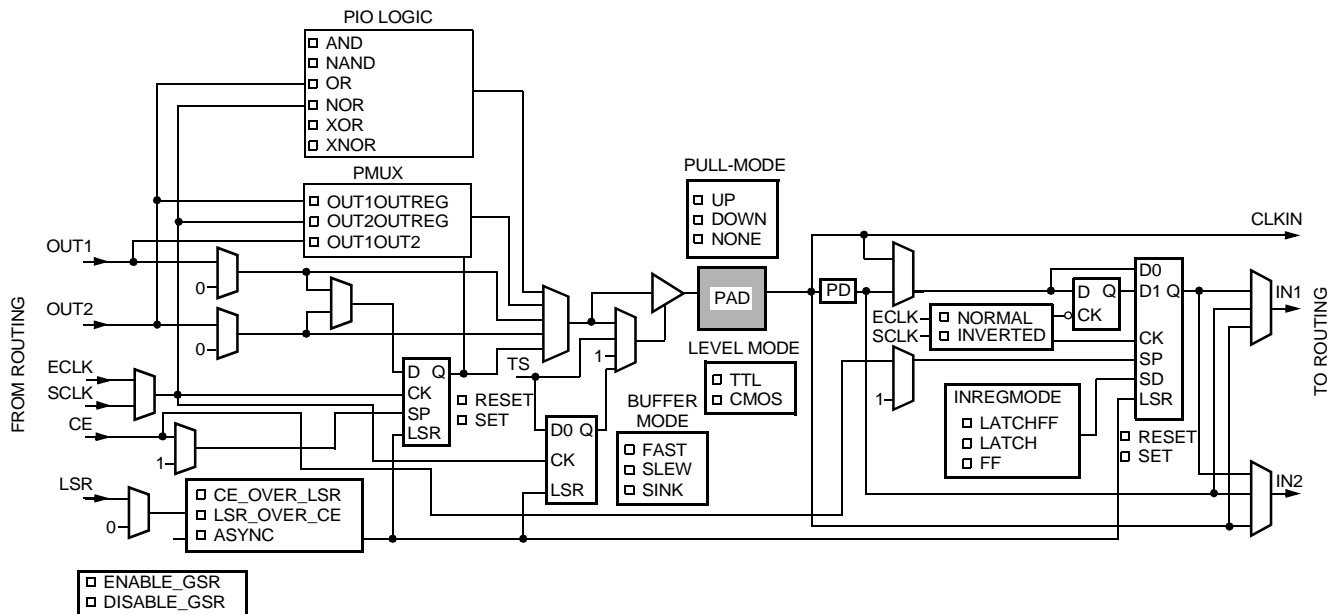 PIO LOGIC
AND
NAND
OR
NOR
XOR
XNOR
PMUX
OUT1OUTREG
OUT2OUTREG
OUT1OUT2
PULL-MODE
UP
DOWN
NONE
CLKIN
FROM ROUTING
OUT1
0
OUT2
0
ECLK
SCLK
CE
1
LSR
0
D Q
CK
SP
LSR
RESET
SET
TS
1
D0 Q
CK
LSR
PAD
PD
LEVEL MODE
TTL
CMOS
BUFFER
MODE
FAST
SLEW
SINK
ECLK
SCLK
NORMAL
INVERTED
1
D Q
CK
D0
D1 Q
CK
SP
SD
LSR
INREGMODE
LATCHFF
LATCH
FF
RESET
SET
IN1
IN2
TO ROUTING
CE_OVER_LSR
LSR_OVER_CE
ASYNC
ENABLE_GSR
DISABLE_GSR